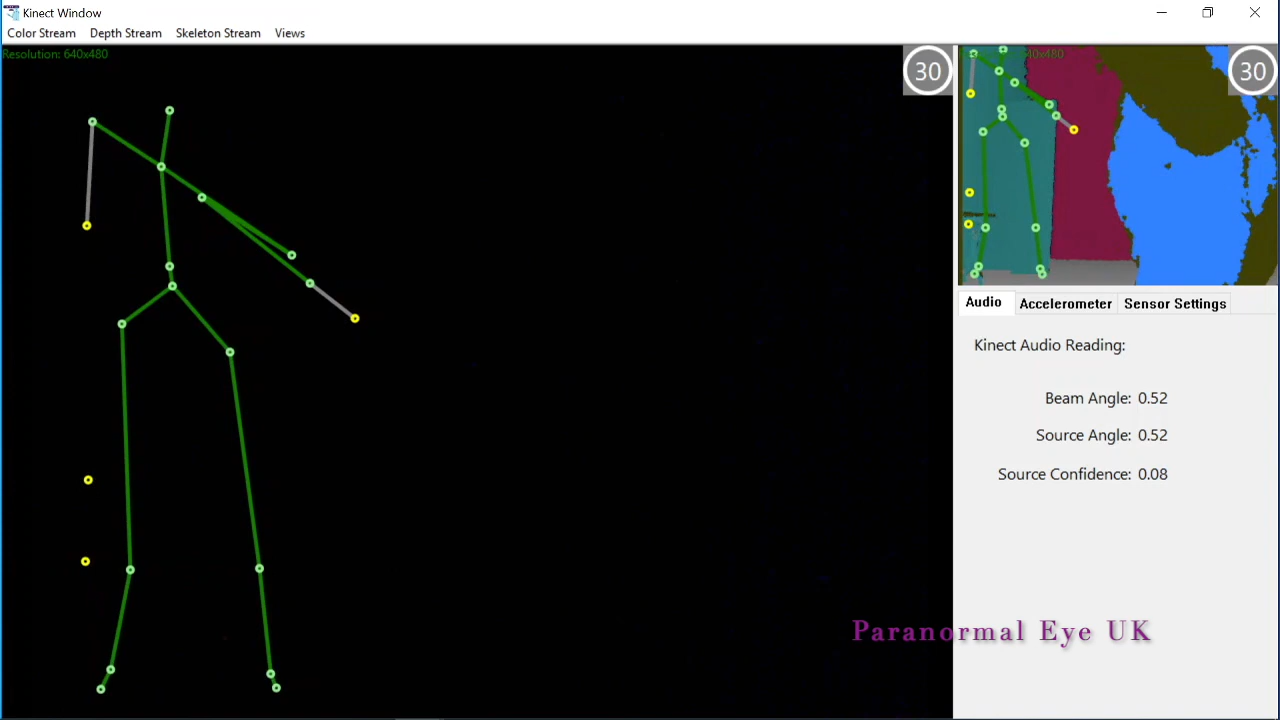 Kinect Window
Color Stream Depth Stream Skeleton Stream Views
Resolution: 640x480
30
640x480
30
Audio Accelerometer Sensor Settings
Kinect Audio Reading:
Beam Angle: 0.52
Source Angle: 0.52
Source Confidence: 0.08
Paranormal Eye UK